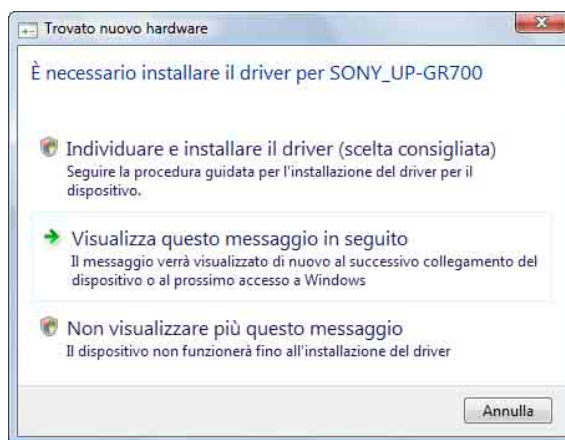 Trovato nuovo hardware
È necessario installare il driver per SONY_UP-GR700
Individuare e installare il driver (scelta consigliata)
Seguire la procedura guidata per l'installazione del driver per il
dispositivo.
Visualizza questo messaggio in seguito
Il messaggio verrà visualizzato di nuovo al successivo collegamento del
dispositivo o al prossimo accesso a Windows
Non visualizzare più questo messaggio
Il dispositivo non funzionerà fino all'installazione del driver
Annulla